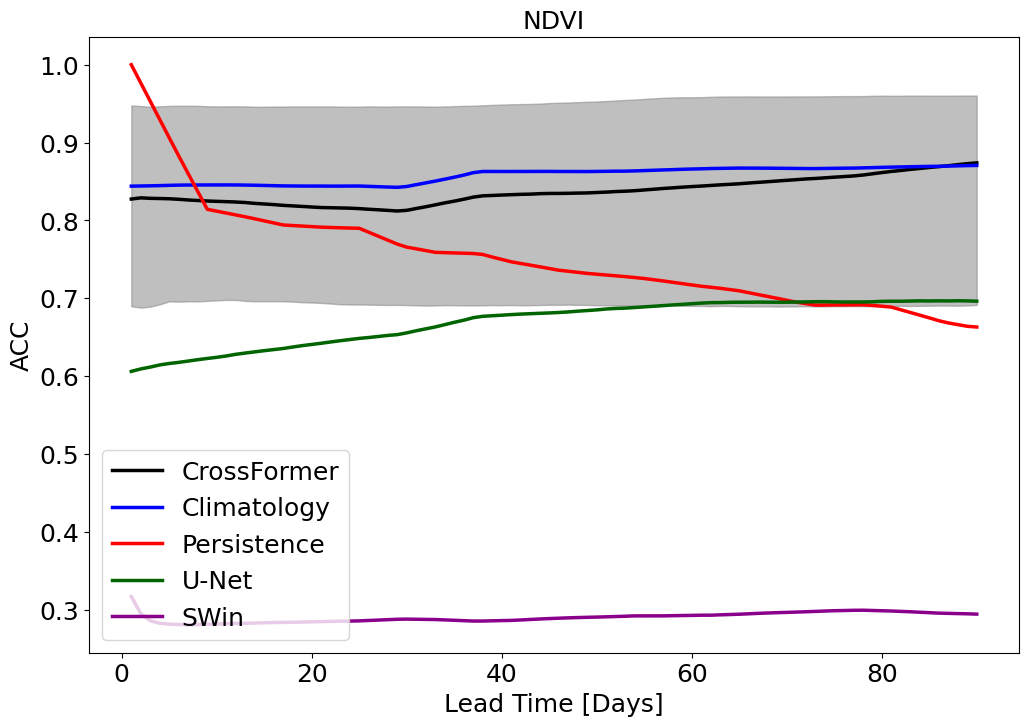 NDVI
ACC
1.0
0.9
0.8
0.7
0.6
0.5
0.4
0.3
CrossFormer
Climatology
Persistence
U-Net
SWin
0
20
40
60
80
Lead Time [Days]